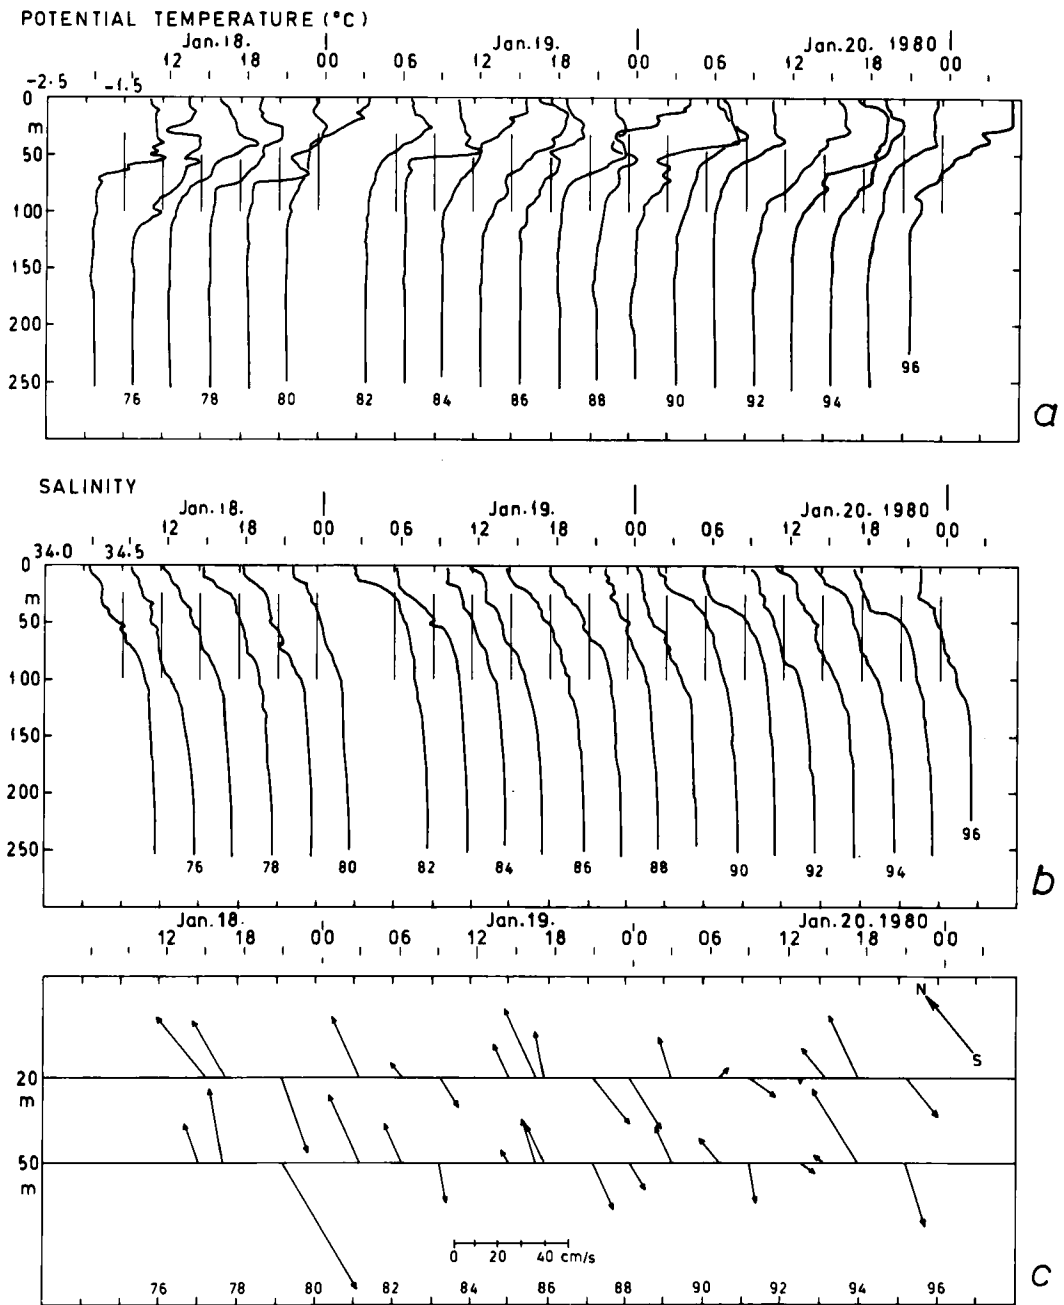 POTENTIAL TEMPERATURE (°C)
Jan.18. Jan.19. Jan.20. 1980
12 18 00 06 12 18 00 06 12 18 00
-2.5 -1.5
0
m
50
100
150
200
250
76 78 80 82 84 86 88 90 92 94 96
a
SALINITY
Jan.18. Jan.19. Jan.20. 1980
12 18 00 06 12 18 00 06 12 18 00
34.0 34.5
0
m
50
100
150
200
250
76 78 80 82 84 86 88 90 92 94 96
b
Jan.18. Jan.19. Jan.20.1980
12 18 00 06 12 18 00 06 12 18 00
N
S
20
m
50
m
0 20 40 cm/s
76 78 80 82 84 86 88 90 92 94 96
c